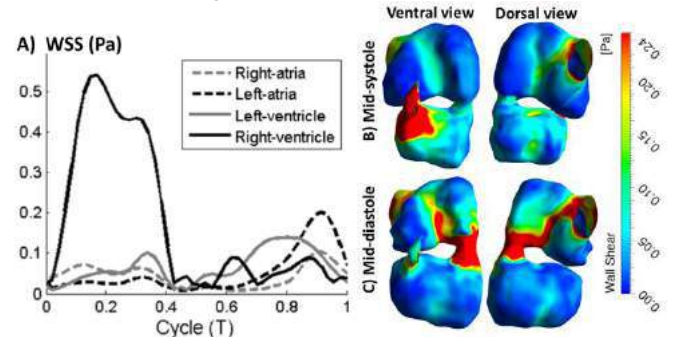 A) WSS (Pa)
Right-atria
Left-atria
Left-ventricle
Right-ventricle
0.5
0.4
0.3
0.2
0.1
0
0 0.2 0.4 0.6 0.8 1
Cycle (T)
Ventral view Dorsal view
B) Mid-systole
C) Mid-diastole
[Pa]
0.24
0.20
0.15
0.10
0.05
0.00
Wall Shear